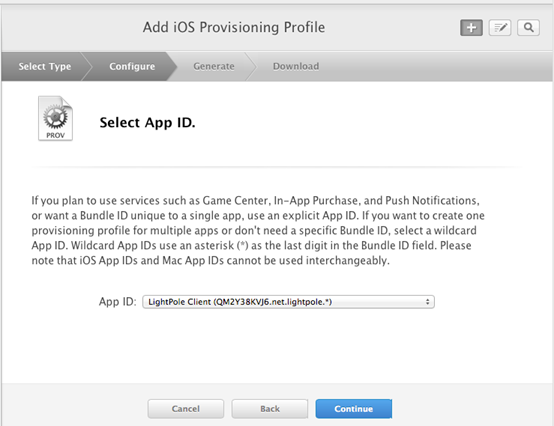 Add iOS Provisioning Profile
Select Type Configure Generate Download
PROV
Select App ID.
If you plan to use services such as Game Center, In-App Purchase, and Push Notifications,
or want a Bundle ID unique to a single app, use an explicit App ID. If you want to create one
provisioning profile for multiple apps or don't need a specific Bundle ID, select a wildcard
App ID. Wildcard App IDs use an asterisk (*) as the last digit in the Bundle ID field. Please
note that iOS App IDs and Mac App IDs cannot be used interchangeably.
App ID: LightPole Client (QM2Y38KVJ6.net.lightpole.*)
Cancel Back Continue